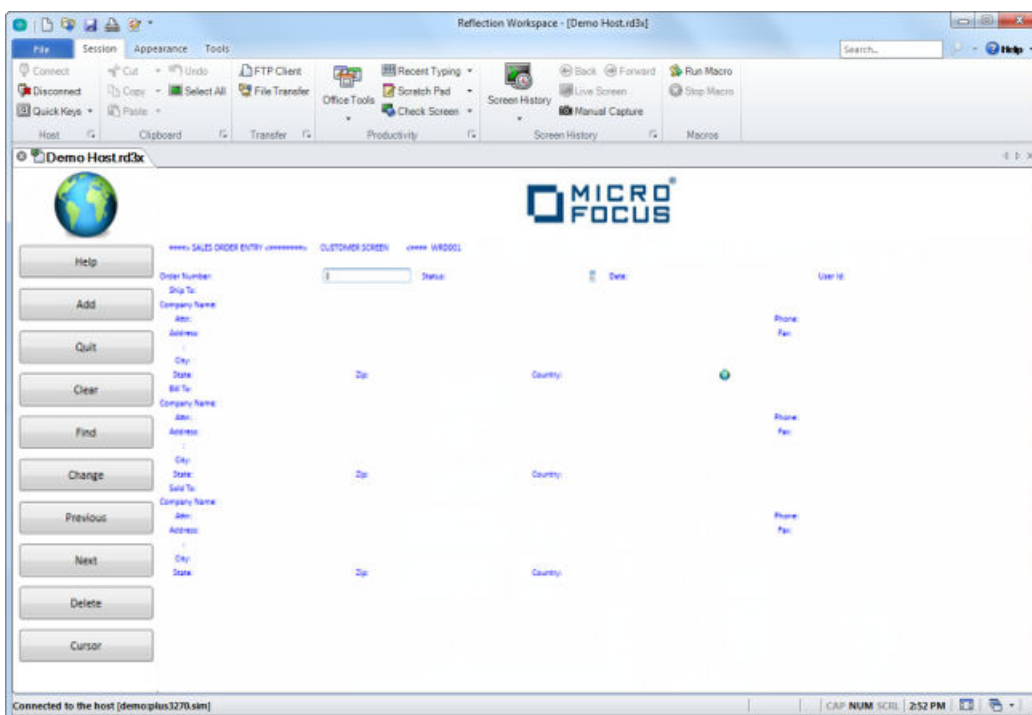 Reflection Workspace - [Demo Host.rd3x]
File Session Appearance Tools Search... Help
Connect Cut Undo FTP Client Recent Typing Back Forward Run Macro
Disconnect Copy Select All File Transfer Office Tools Scratch Pad Screen History Live Screen Stop Macro
Quick Keys Paste Check Screen Manual Capture
Host Clipboard Transfer Productivity Screen History Macros
Demo Host.rd3x
MICRO
FOCUS
====> SALES ORDER ENTRY <========> CUSTOMER SCREEN <==== WRD001
Help
Order Number: Status: Date: User Id:
Ship To:
Add
Company Name:
Attn: Phone:
Address: Fax:
:
Quit
City:
State: Zip: Country:
Clear
Bill To:
Company Name:
Attn: Phone:
Find
Address: Fax:
:
City:
Change
State: Zip: Country:
Sold To:
Company Name:
Previous
Attn: Phone:
Address: Fax:
:
Next
City:
State: Zip: Country:
Delete
Cursor
Connected to the host [demo:plus3270.sim] CAP NUM SCRL 2:52 PM